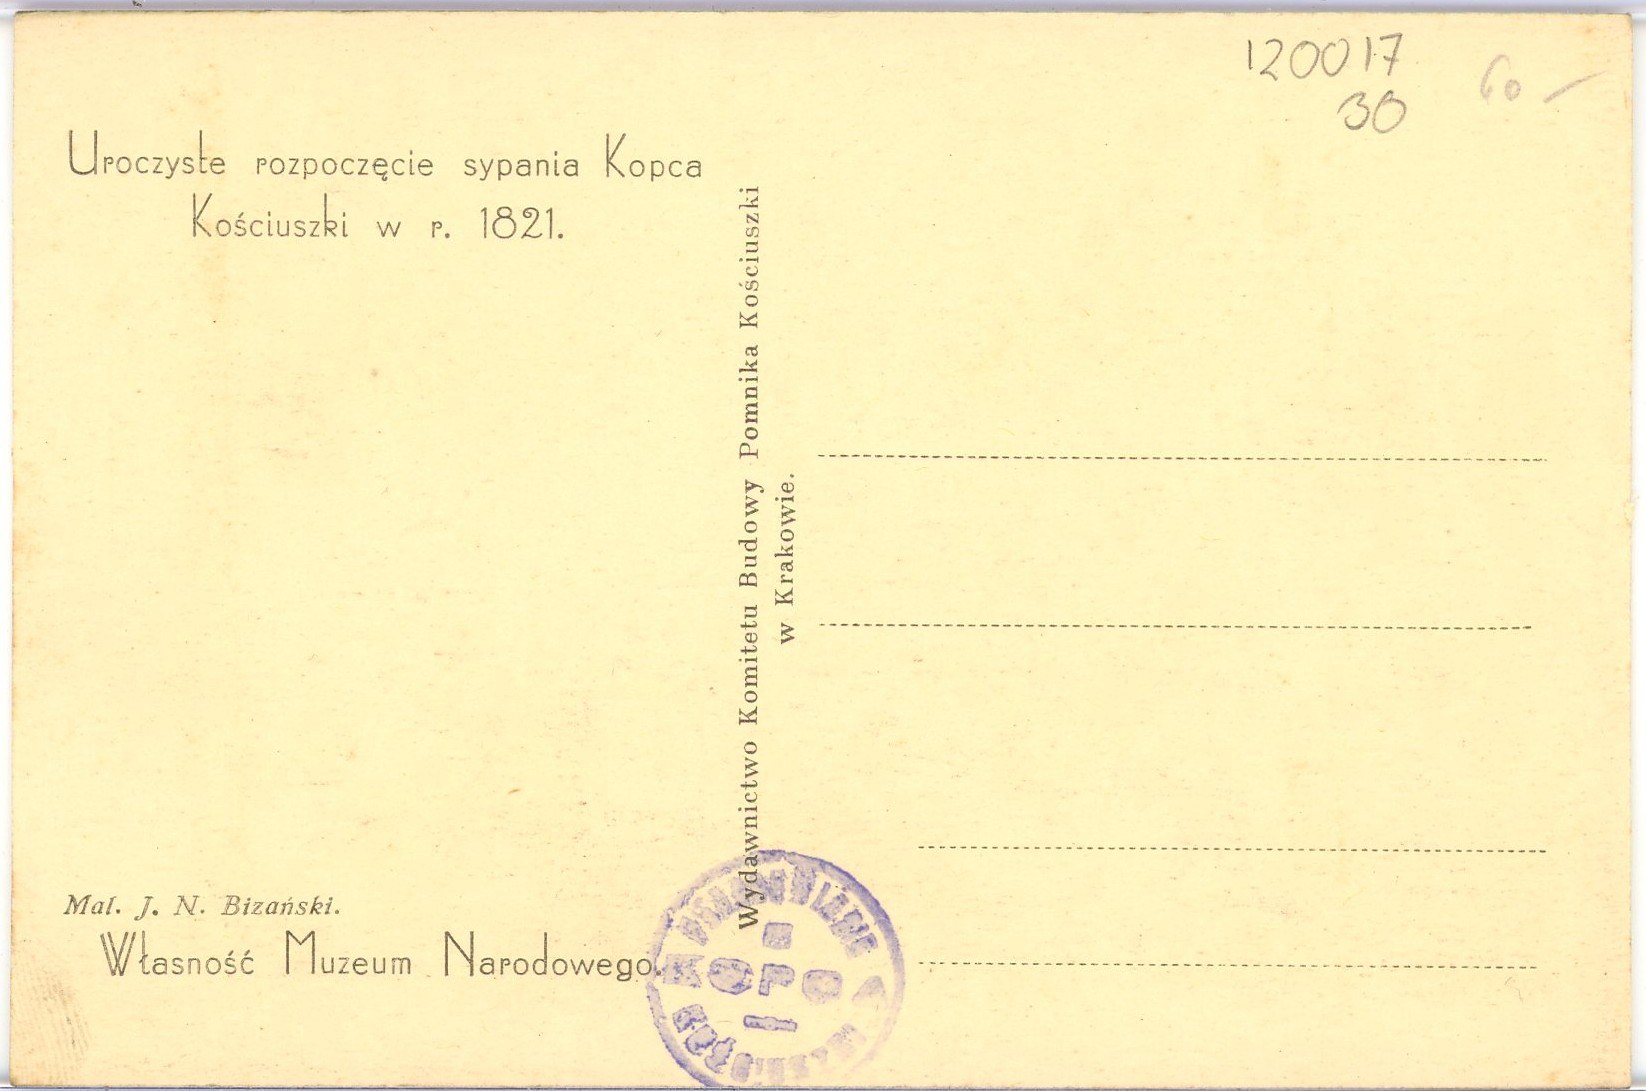 120017
30
60 -
Uroczyste rozpoczęcie sypania Kopca
Kościuszki w r. 1821.
Wydawnictwo Komitetu Budowy Pomnika Kościuszki
w Krakowie.
Mal. J. N. Bizański.
Własność Muzeum Narodowego.
KOPC